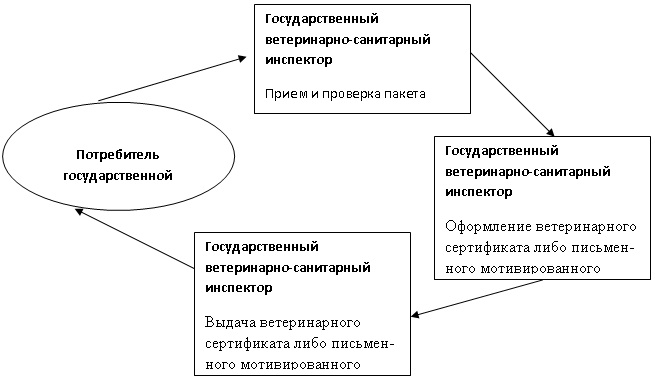 Государственный
ветеринарно-санитарный
инспектор
Прием и проверка пакета
Потребитель
государственной
Государственный
ветеринарно-санитарный
инспектор
Оформление ветеринарного
сертификата либо письмен-
ного мотивированного
Государственный
ветеринарно-санитарный
инспектор
Выдача ветеринарного
сертификата либо письмен-
ного мотивированного